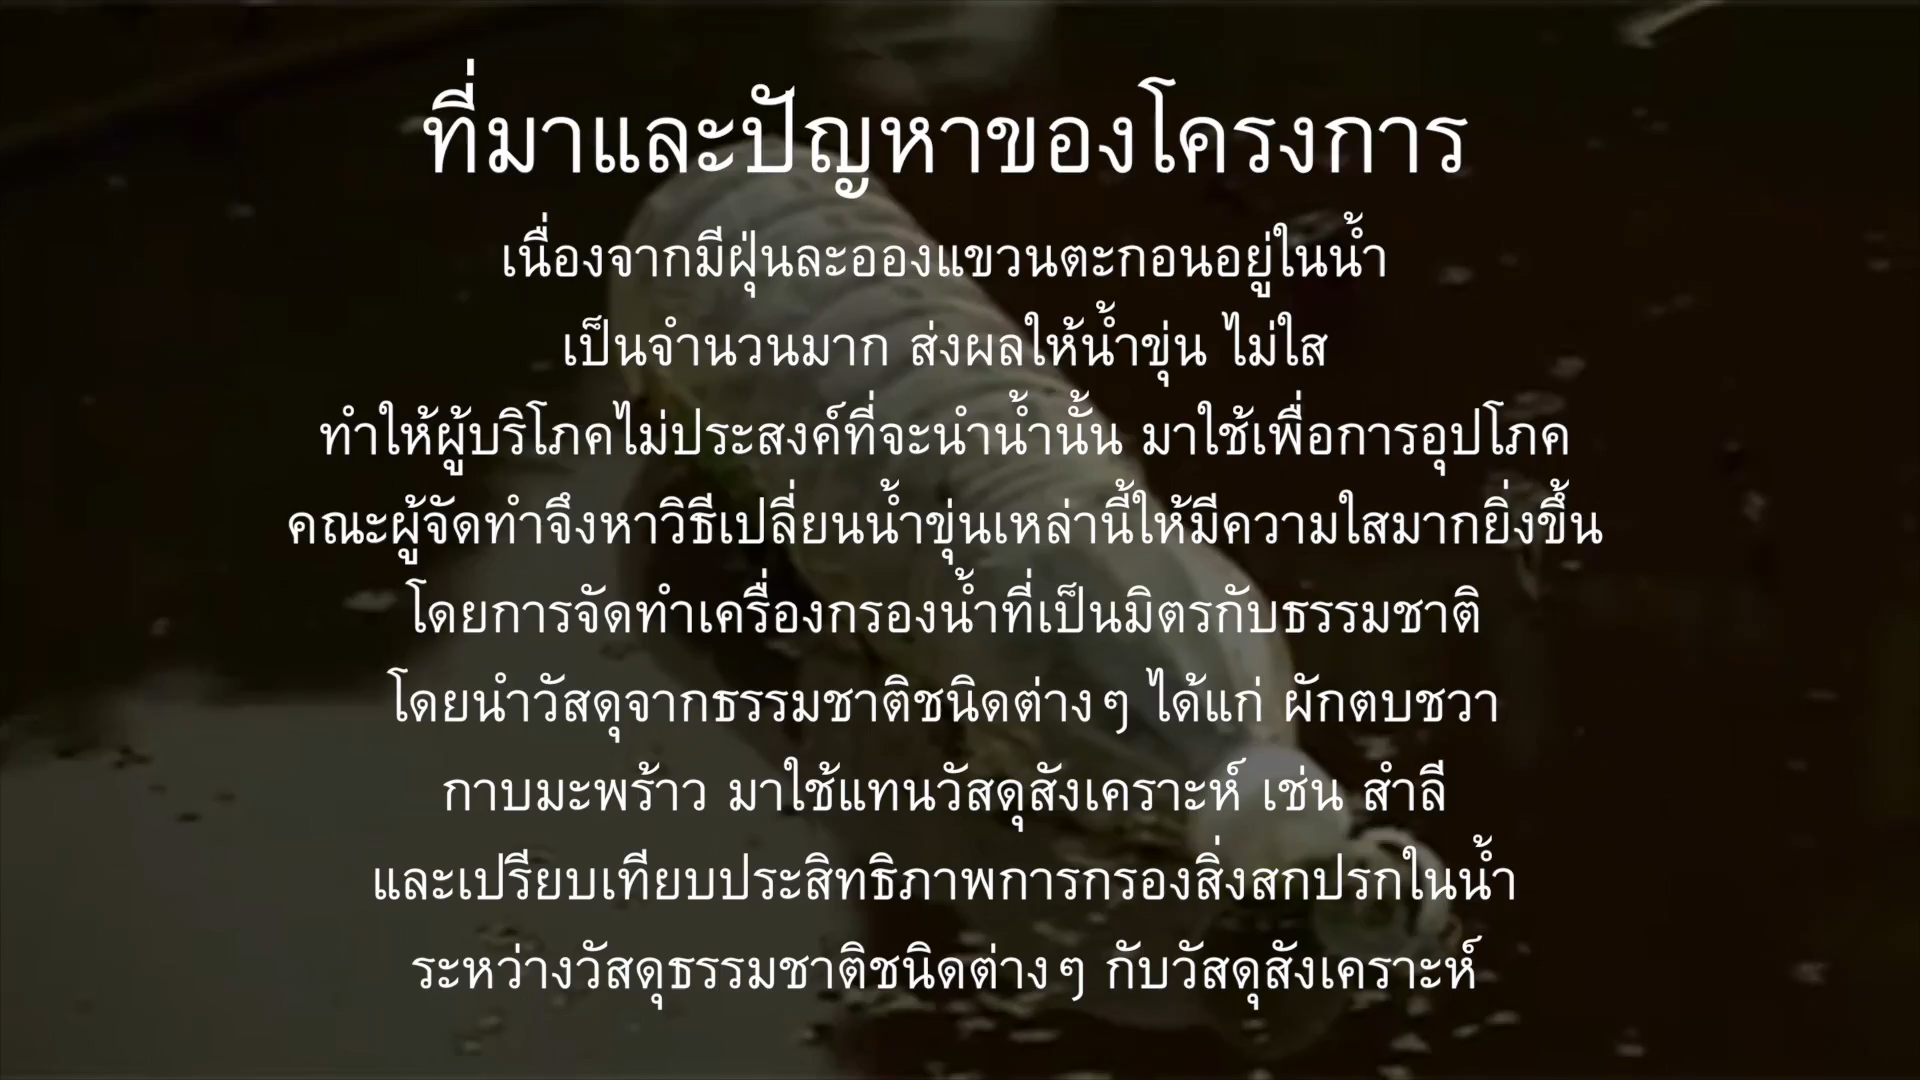 ที่มาและปัญหาของโครงการ
เนื่องจากมีฝุ่นละอองแขวนตะกอนอยู่ในน้ำ
เป็นจำนวนมาก ส่งผลให้น้ำขุ่น ไม่ใส
ทำให้ผู้บริโภคไม่ประสงค์ที่จะนำน้ำนั้น มาใช้เพื่อการอุปโภค
คณะผู้จัดทำจึงหาวิธีเปลี่ยนน้ำขุ่นเหล่านี้ให้มีความใสมากยิ่งขึ้น
โดยการจัดทำเครื่องกรองน้ำที่เป็นมิตรกับธรรมชาติ
โดยนำวัสดุจากธรรมชาติชนิดต่างๆ ได้แก่ ผักตบชวา
กาบมะพร้าว มาใช้แทนวัสดุสังเคราะห์ เช่น สำลี
และเปรียบเทียบประสิทธิภาพการกรองสิ่งสกปรกในน้ำ
ระหว่างวัสดุธรรมชาติชนิดต่างๆ กับวัสดุสังเคราะห์